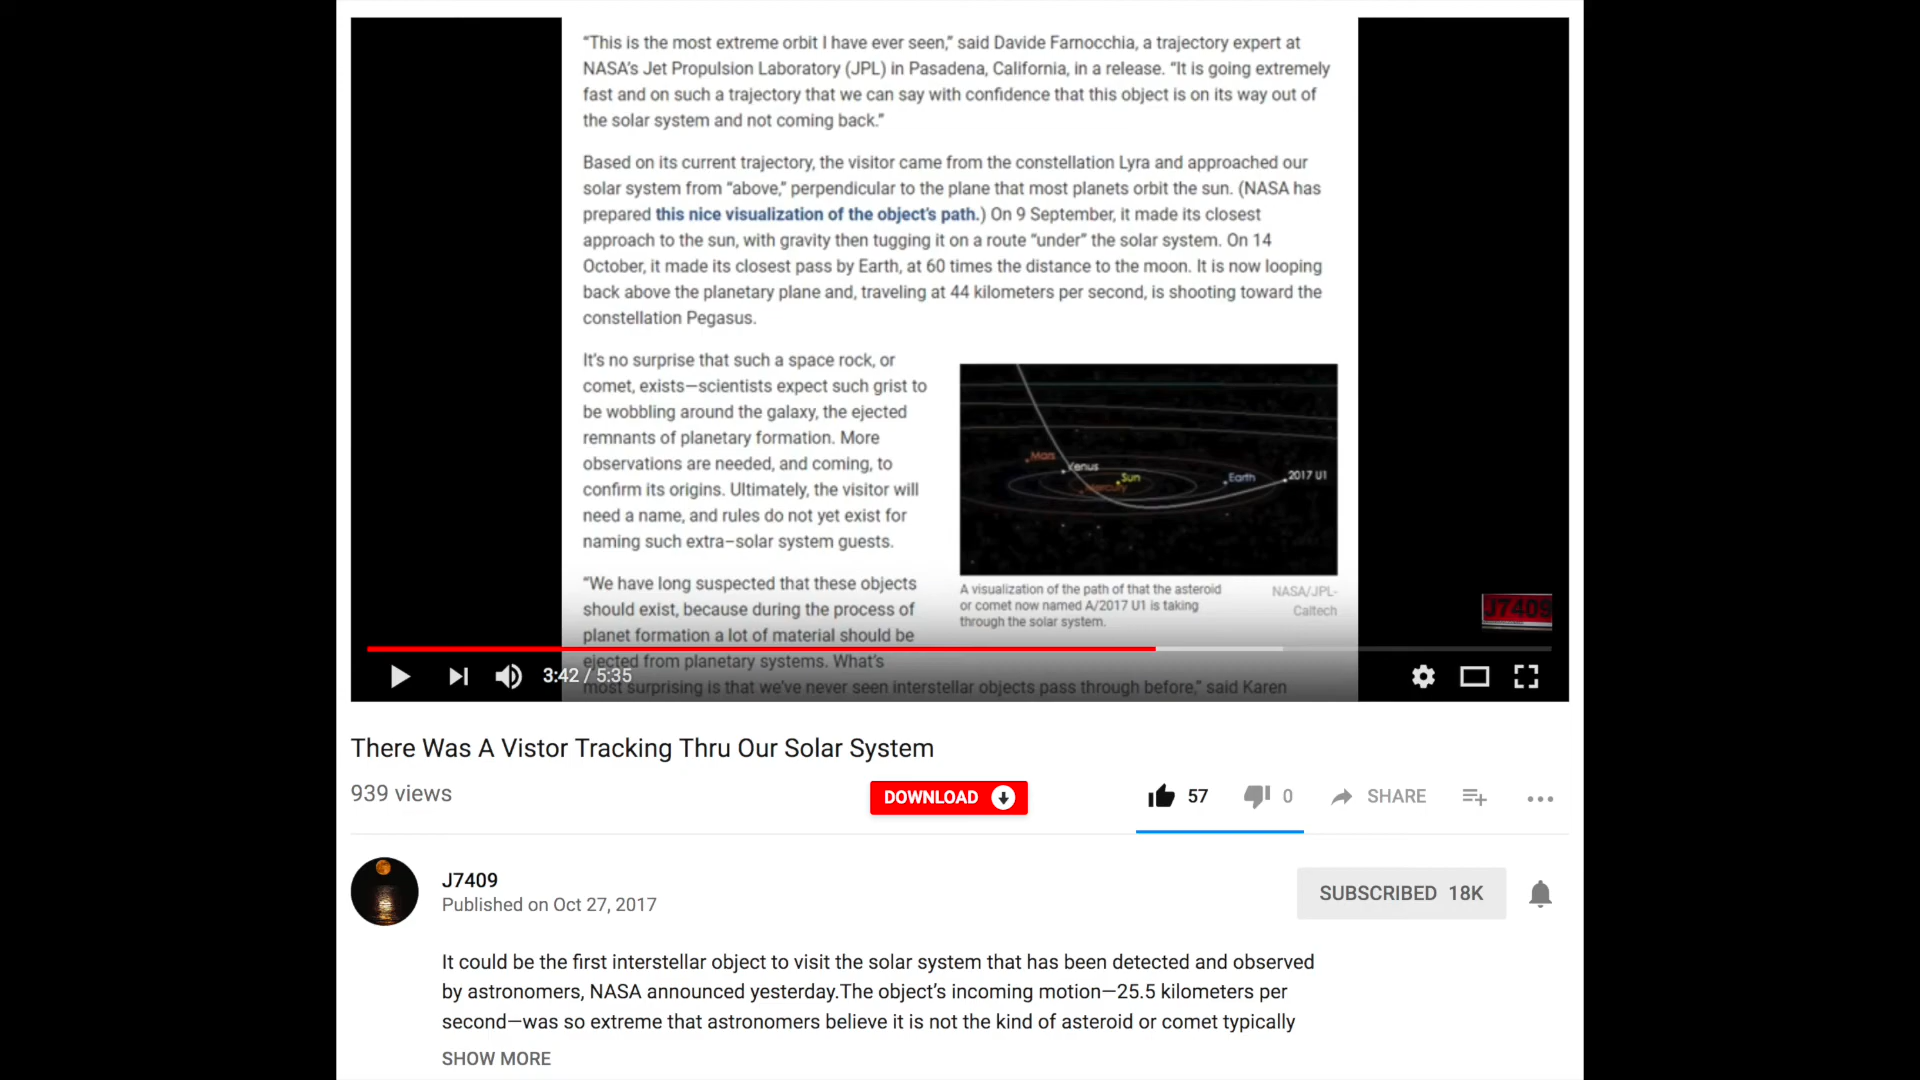 “This is the most extreme orbit I have ever seen,” said Davide Farnocchia, a trajectory expert at
NASA’s Jet Propulsion Laboratory (JPL) in Pasadena, California, in a release. “It is going extremely
fast and on such a trajectory that we can say with confidence that this object is on its way out of
the solar system and not coming back.”
Based on its current trajectory, the visitor came from the constellation Lyra and approached our
solar system from “above,” perpendicular to the plane that most planets orbit the sun. (NASA has
prepared this nice visualization of the object’s path.) On 9 September, it made its closest
approach to the sun, with gravity then tugging it on a route “under” the solar system. On 14
October, it made its closest pass by Earth, at 60 times the distance to the moon. It is now looping
back above the planetary plane and, traveling at 44 kilometers per second, is shooting toward the
constellation Pegasus.
It’s no surprise that such a space rock, or
comet, exists—scientists expect such grist to
be wobbling around the galaxy, the ejected
remnants of planetary formation. More
observations are needed, and coming, to
confirm its origins. Ultimately, the visitor will
need a name, and rules do not yet exist for
naming such extra–solar system guests.
“We have long suspected that these objects
should exist, because during the process of
planet formation a lot of material should be
ejected from planetary systems. What’s
most surprising is that we’ve never seen interstellar objects pass through before,” said Karen
Mars
Venus
Sun
Mercury
Earth
2017 U1
A visualization of the path of that the asteroid
or comet now named A/2017 U1 is taking
through the solar system.
NASA/JPL-
Caltech
J7409
3:42 / 5:35
There Was A Vistor Tracking Thru Our Solar System
939 views
DOWNLOAD
57
0
SHARE
J7409
Published on Oct 27, 2017
SUBSCRIBED 18K
It could be the first interstellar object to visit the solar system that has been detected and observed
by astronomers, NASA announced yesterday.The object’s incoming motion—25.5 kilometers per
second—was so extreme that astronomers believe it is not the kind of asteroid or comet typically
SHOW MORE